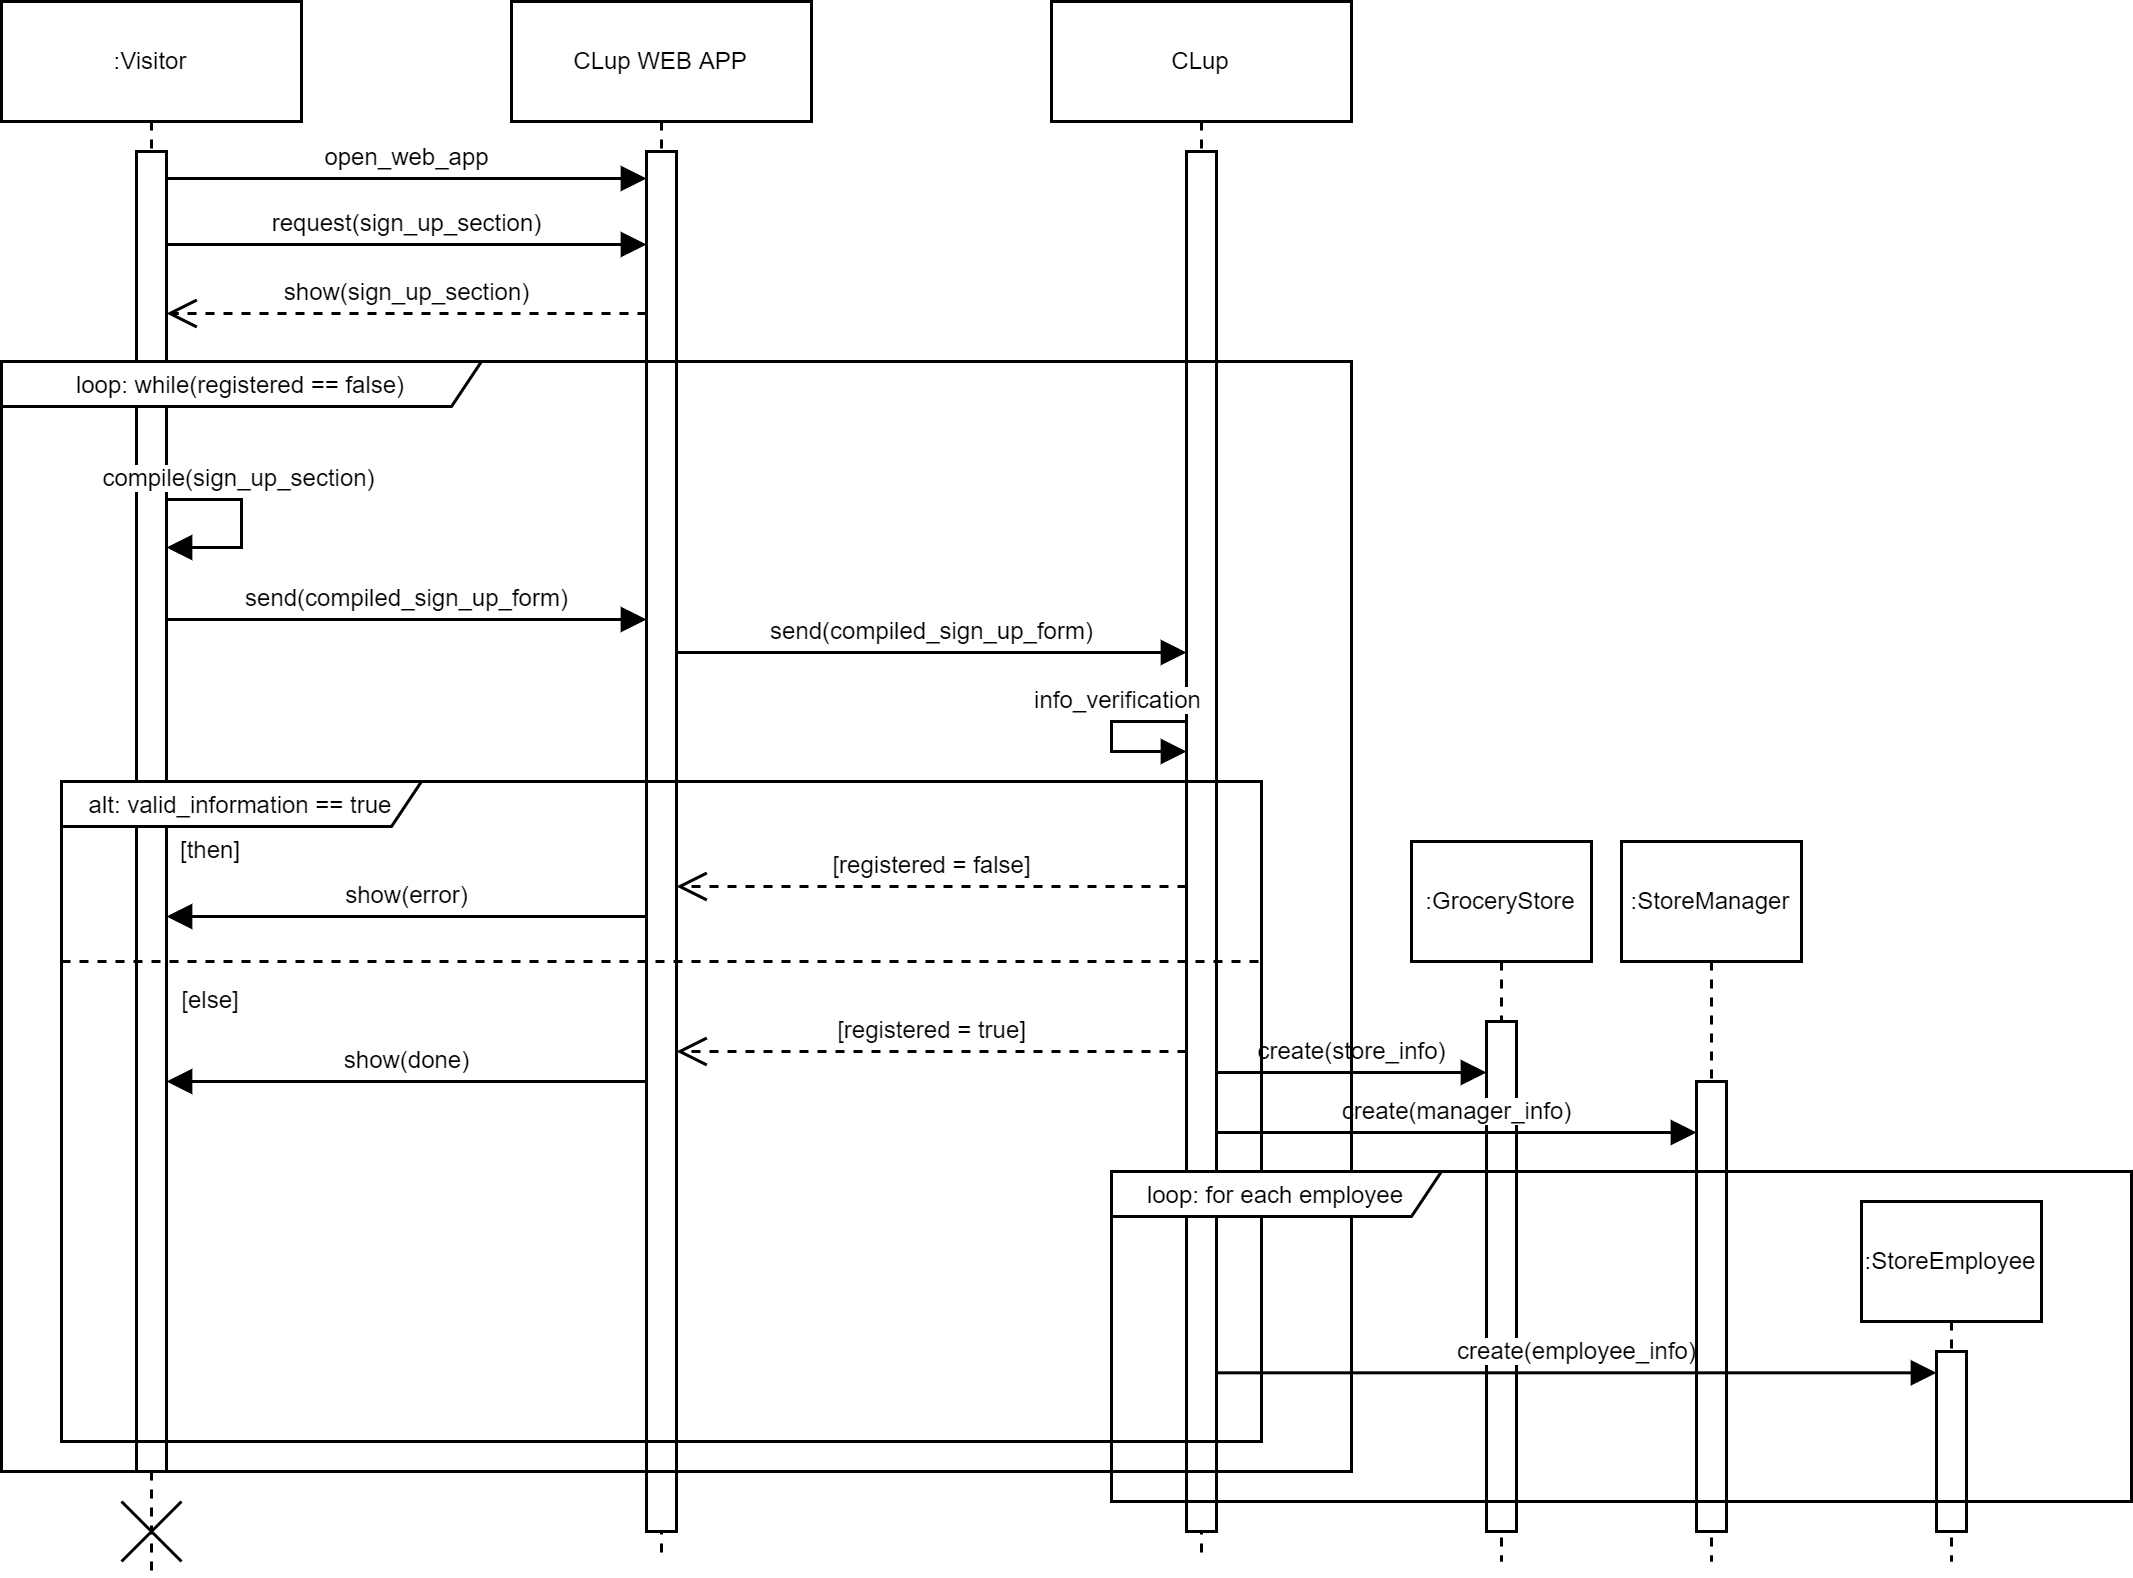 :Visitor
CLup WEB APP
CLup
open_web_app
request(sign_up_section)
show(sign_up_section)
loop: while(registered == false)
compile(sign_up_section)
send(compiled_sign_up_form)
send(compiled_sign_up_form)
info_verification
alt: valid_information == true
[then]
[registered = false]
show(error)
:GroceryStore
:StoreManager
[else]
[registered = true]
show(done)
create(store_info)
create(manager_info)
loop: for each employee
:StoreEmployee
create(employee_info)